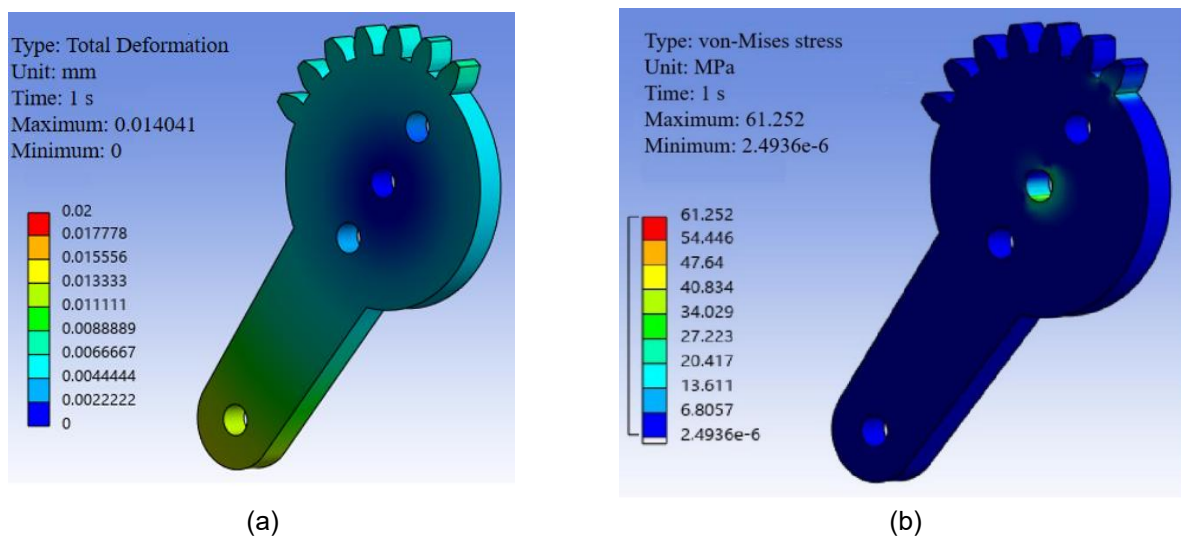 Type: Total Deformation
Unit: mm
Time: 1 s
Maximum: 0.014041
Minimum: 0
0.02
0.017778
0.015556
0.013333
0.011111
0.0088889
0.0066667
0.0044444
0.0022222
0
(a)
Type: von-Mises stress
Unit: MPa
Time: 1 s
Maximum: 61.252
Minimum: 2.4936e-6
61.252
54.446
47.64
40.834
34.029
27.223
20.417
13.611
6.8057
2.4936e-6
(b)